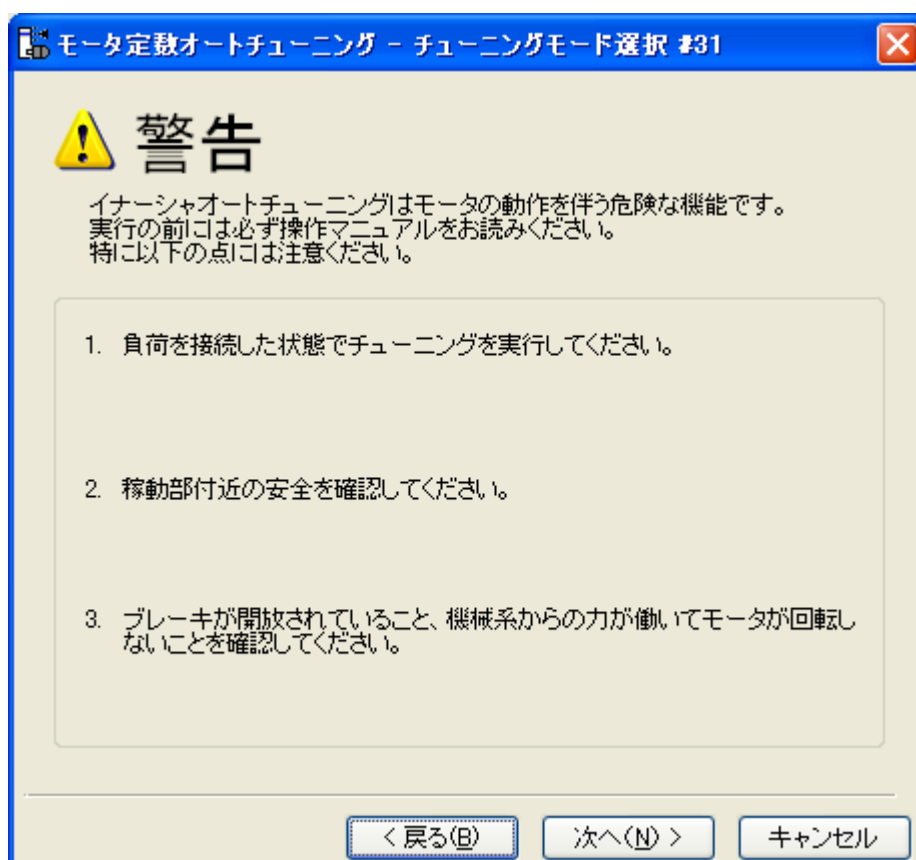 モータ定数オートチューニング - チューニングモード選択 #31
警告
イナーシャオートチューニングはモータの動作を伴う危険な機能です。
実行の前には必ず操作マニュアルをお読みください。
特に以下の点には注意ください。
1. 負荷を接続した状態でチューニングを実行してください。
2. 稼動部付近の安全を確認してください。
3. ブレーキが開放されていること、機械系からの力が働いてモータが回転し
ないことを確認してください。
< 戻る(B) 次へ(N) > キャンセル